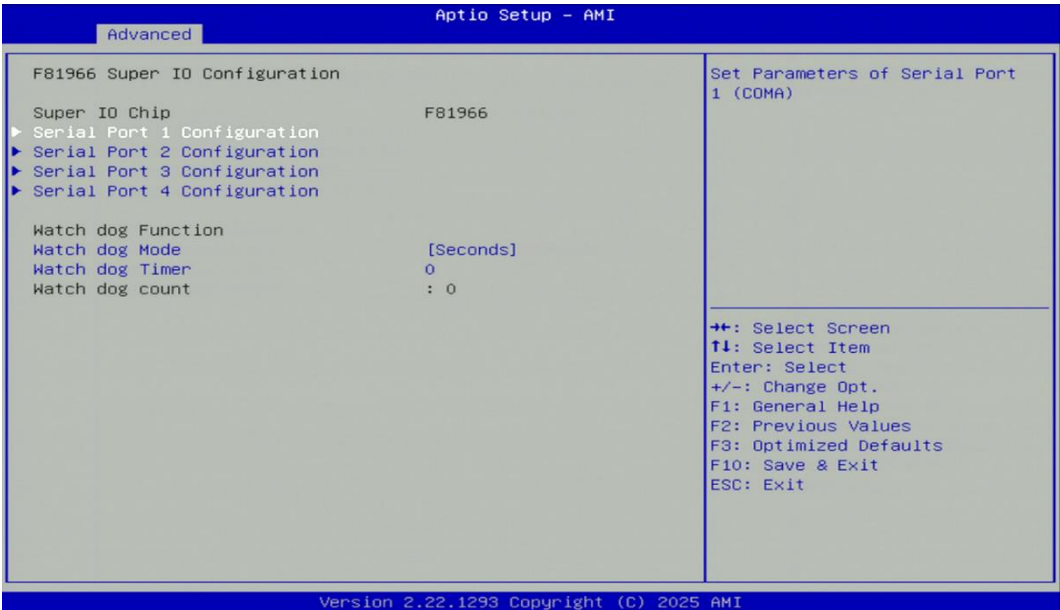 Aptio Setup – AMI
Advanced
F81966 Super IO Configuration
Super IO Chip F81966
▶ Serial Port 1 Configuration
▶ Serial Port 2 Configuration
▶ Serial Port 3 Configuration
▶ Serial Port 4 Configuration
Watch dog Function
Watch dog Mode [Seconds]
Watch dog Timer 0
Watch dog count : 0
Set Parameters of Serial Port
1 (COMA)
→←: Select Screen
↑↓: Select Item
Enter: Select
+/-: Change Opt.
F1: General Help
F2: Previous Values
F3: Optimized Defaults
F10: Save & Exit
ESC: Exit
Version 2.22.1293 Copyright (C) 2025 AMI